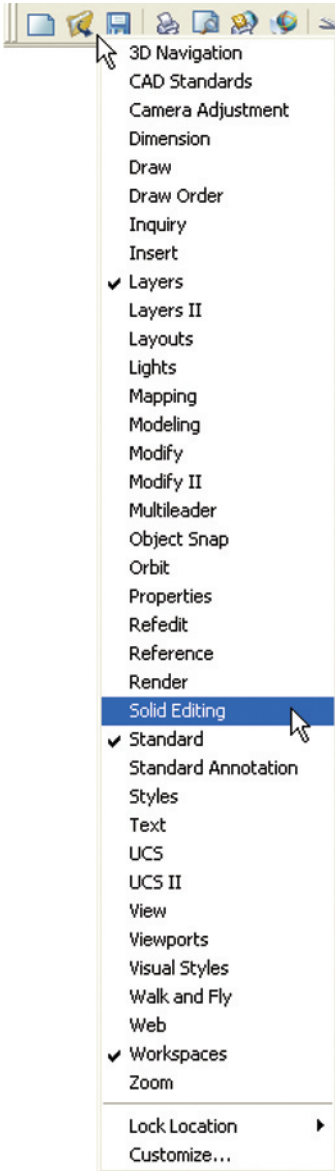 3D Navigation
CAD Standards
Camera Adjustment
Dimension
Draw
Draw Order
Inquiry
Insert
Layers
Layers II
Layouts
Lights
Mapping
Modeling
Modify
Modify II
Multileader
Object Snap
Orbit
Properties
Refedit
Reference
Render
Solid Editing
Standard
Standard Annotation
Styles
Text
UCS
UCS II
View
Viewports
Visual Styles
Walk and Fly
Web
Workspaces
Zoom
Lock Location
Customize...